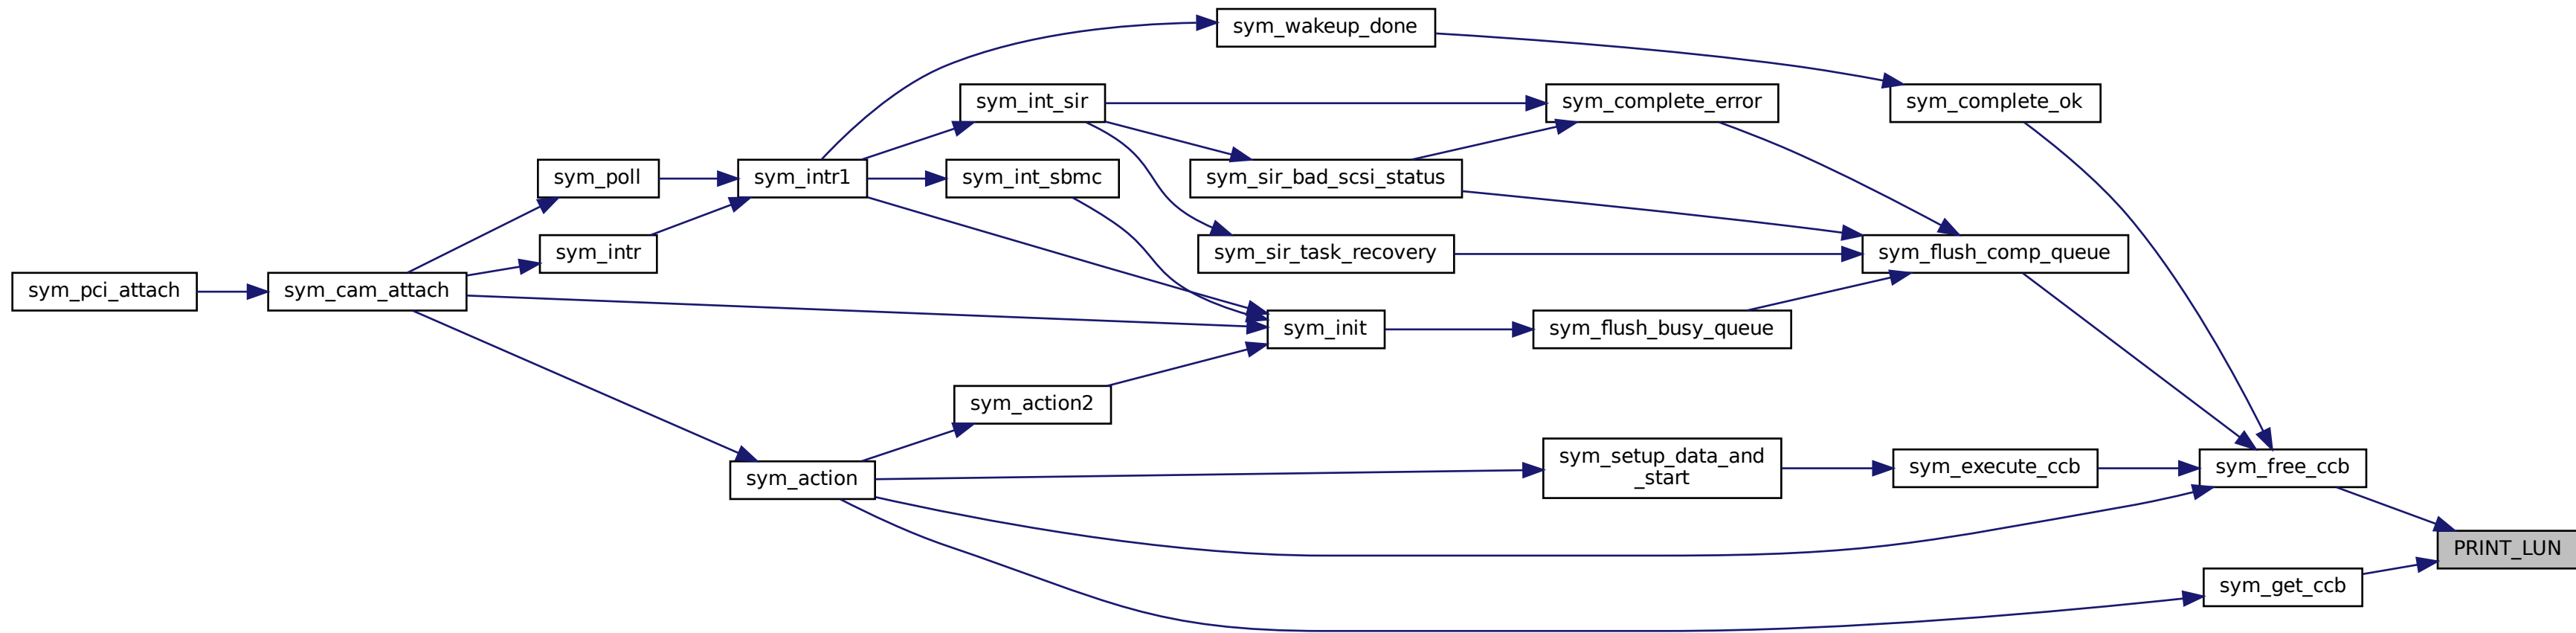 sym_wakeup_done
sym_int_sir
sym_complete_error
sym_complete_ok
sym_poll
sym_intr1
sym_int_sbmc
sym_sir_bad_scsi_status
sym_intr
sym_sir_task_recovery
sym_flush_comp_queue
sym_pci_attach
sym_cam_attach
sym_init
sym_flush_busy_queue
sym_action2
sym_action
sym_setup_data_and
_start
sym_execute_ccb
sym_free_ccb
PRINT_LUN
sym_get_ccb